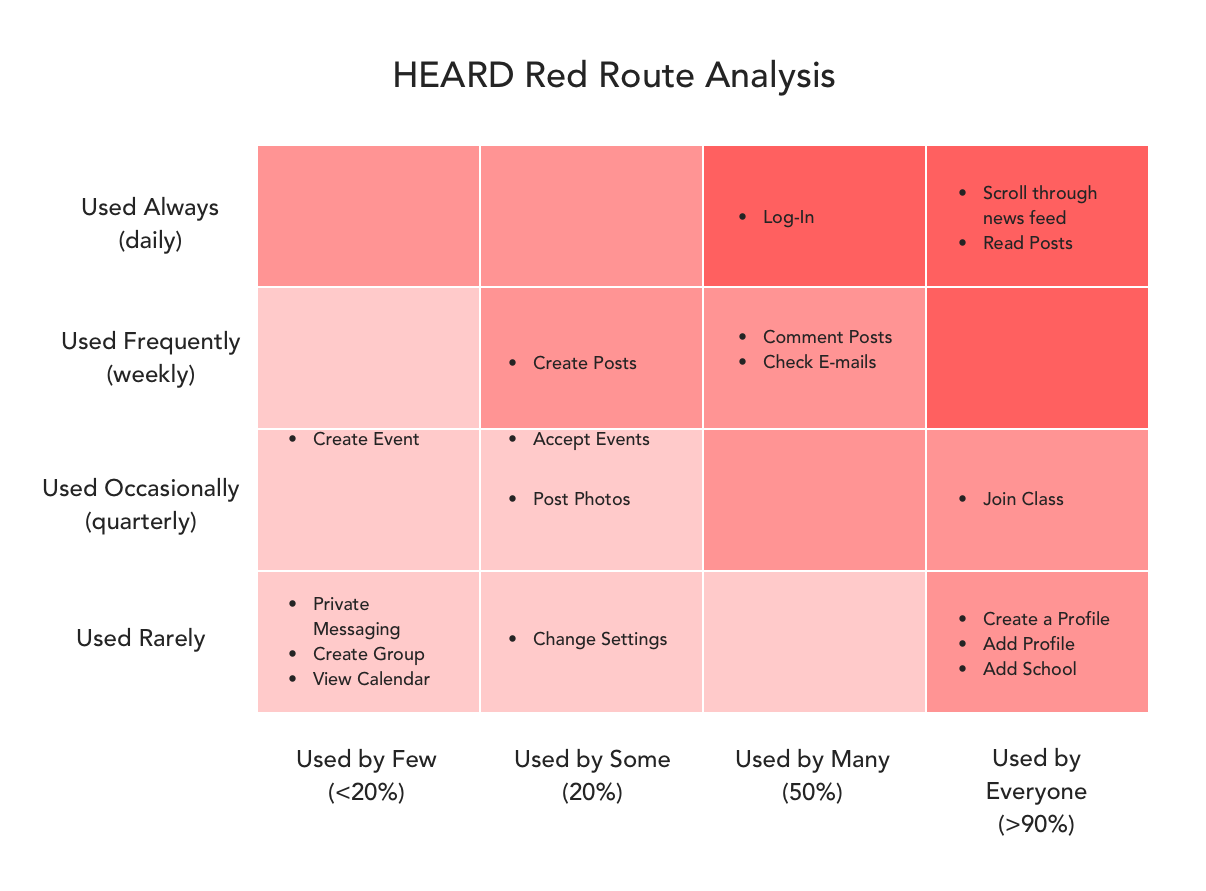 HEARD Red Route Analysis
Used Always
(daily)
• Log-In
• Scroll through
news feed
• Read Posts
Used Frequently
(weekly)
• Create Posts
• Comment Posts
• Check E-mails
Used Occasionally
(quarterly)
• Create Event
• Accept Events
• Post Photos
• Join Class
Used Rarely
• Private
Messaging
• Create Group
• View Calendar
• Change Settings
• Create a Profile
• Add Profile
• Add School
Used by Few
(<20%)
Used by Some
(20%)
Used by Many
(50%)
Used by
Everyone
(>90%)